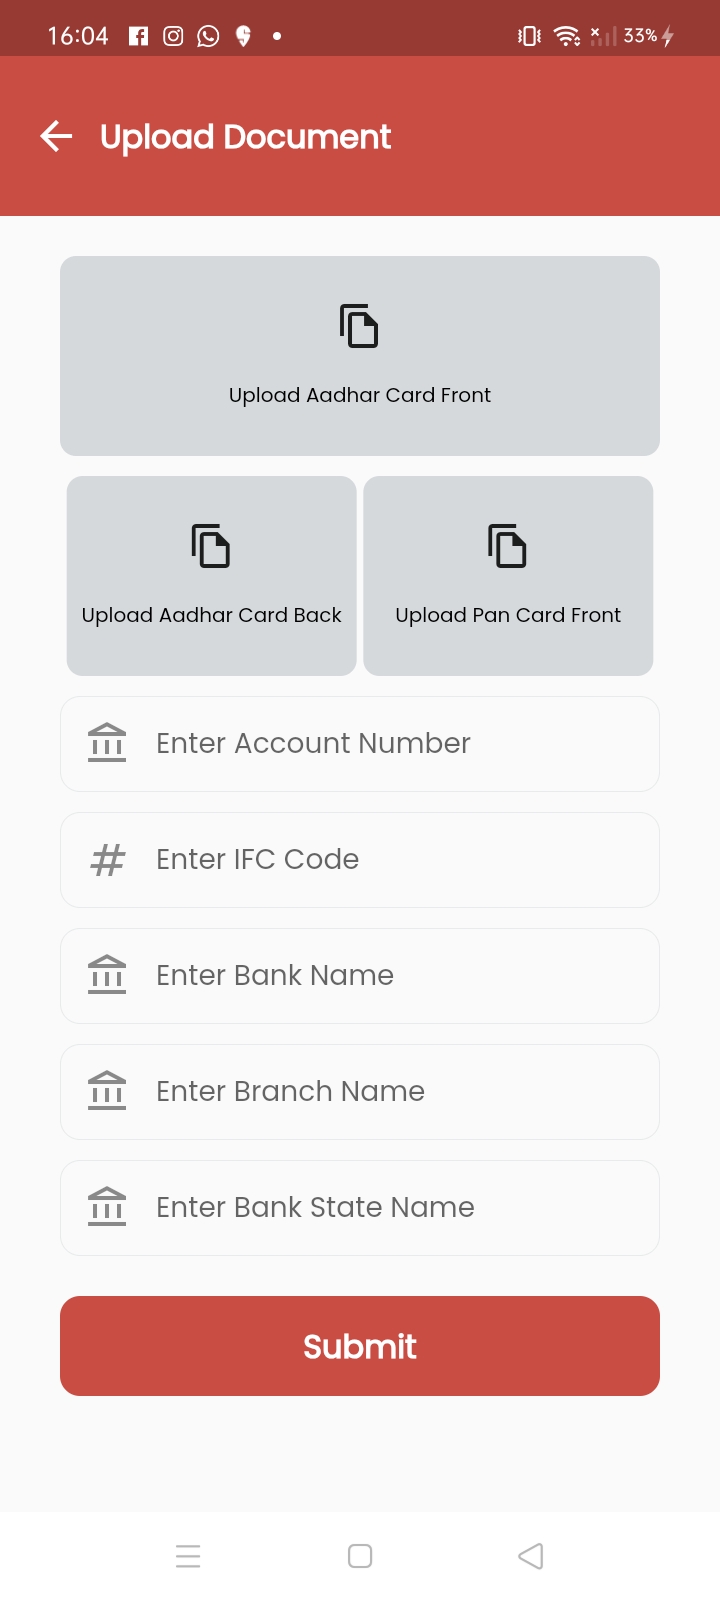 16:04
33%
Upload Document
Upload Aadhar Card Front
Upload Aadhar Card Back
Upload Pan Card Front
Enter Account Number
Enter IFC Code
Enter Bank Name
Enter Branch Name
Enter Bank State Name
Submit